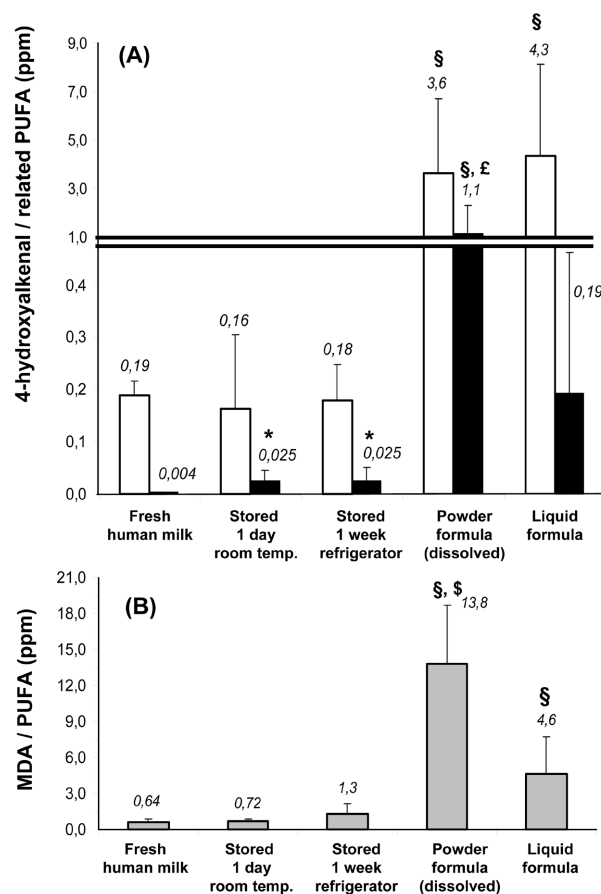 (A)
4-hydroxyalkenal / related PUFA (ppm)
9,0
7,0
5,0
3,0
1,0
0,4
0,3
0,2
0,1
0,0
0,19
0,004
0,16
*
0,025
0,18
*
0,025
§
3,6
§, £
1,1
§
4,3
0,19
Fresh
human milk
Stored
1 day
room temp.
Stored
1 week
refrigerator
Powder
formula
(dissolved)
Liquid
formula
(B)
MDA / PUFA (ppm)
21,0
18,0
15,0
12,0
9,0
6,0
3,0
0,0
0,64
0,72
1,3
§, $
13,8
§
4,6
Fresh
human milk
Stored
1 day
room temp.
Stored
1 week
refrigerator
Powder
formula
(dissolved)
Liquid
formula